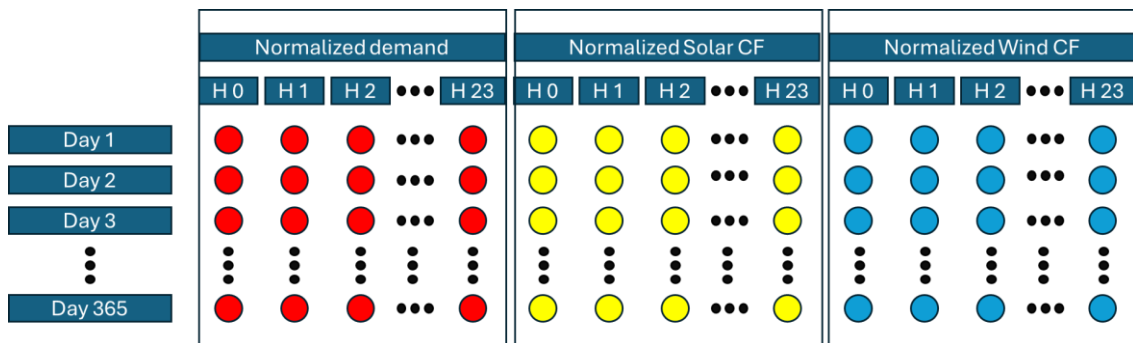 Normalized demand Normalized Solar CF Normalized Wind CF
H 0 H 1 H 2 ••• H 23 H 0 H 1 H 2 ••• H 23 H 0 H 1 H 2 ••• H 23
Day 1
Day 2
Day 3
Day 365